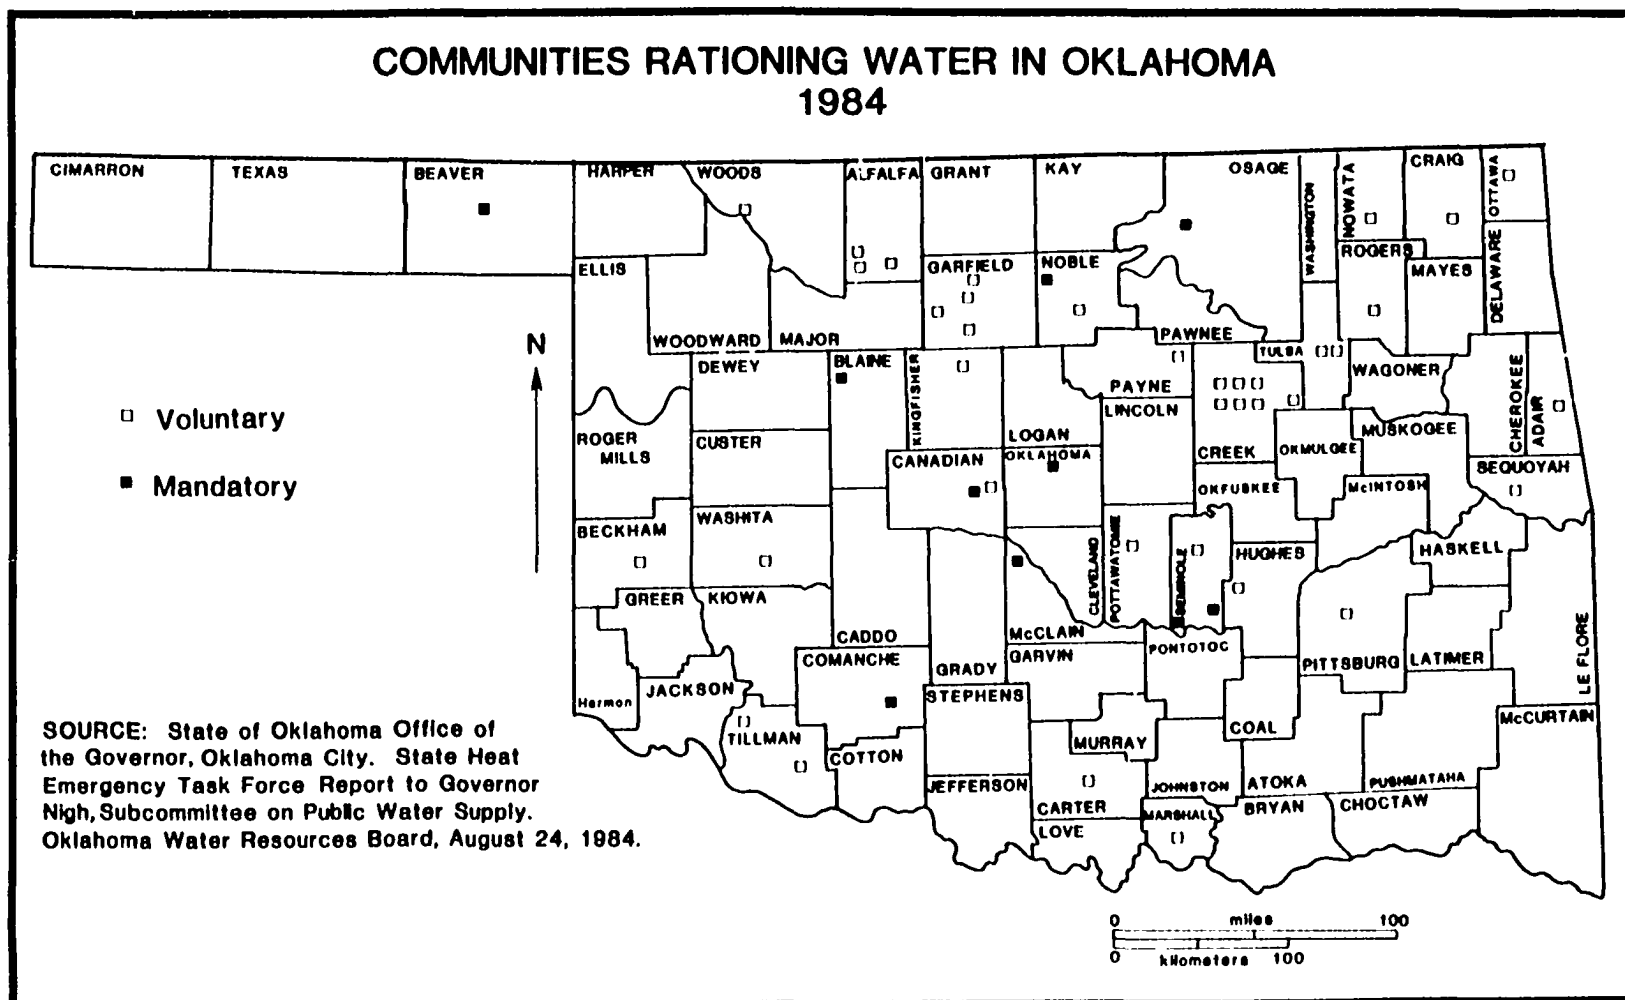 COMMUNITIES RATIONING WATER IN OKLAHOMA
1984
CIMARRON
TEXAS
BEAVER
HARPER
WOODS
ALFALFA
GRANT
KAY
OSAGE
WASHINGTON
NOWATA
CRAIG
OTTAWA
ELLIS
WOODWARD
MAJOR
GARFIELD
NOBLE
PAWNEE
ROGERS
MAYES
DELAWARE
N
DEWEY
BLAINE
KINGFISHER
LOGAN
PAYNE
LINCOLN
TULSA
CREEK
WAGONER
CHEROKEE
ADAIR
Voluntary
Mandatory
ROGER
MILLS
CUSTER
CANADIAN
OKLAHOMA
OKMULGEE
MUSKOGEE
SEQUOYAH
OKFUSKEE
McINTOSH
BECKHAM
WASHITA
CLEVELAND
POTTAWATOMIE
SEMINOLE
HUGHES
HASKELL
GREER
KIOWA
CADDO
GRADY
McCLAIN
GARVIN
PONTOTOC
PITTSBURG
LATIMER
LE FLORE
Harmon
JACKSON
COMANCHE
STEPHENS
MURRAY
COAL
McCURTAIN
TILLMAN
COTTON
JEFFERSON
CARTER
JOHNSTON
ATOKA
PUSHMATAHA
LOVE
MARSHALL
BRYAN
CHOCTAW
SOURCE: State of Oklahoma Office of
the Governor, Oklahoma City. State Heat
Emergency Task Force Report to Governor
Nigh, Subcommittee on Public Water Supply.
Oklahoma Water Resources Board, August 24, 1984.
0 miles 100
0 kilometers 100